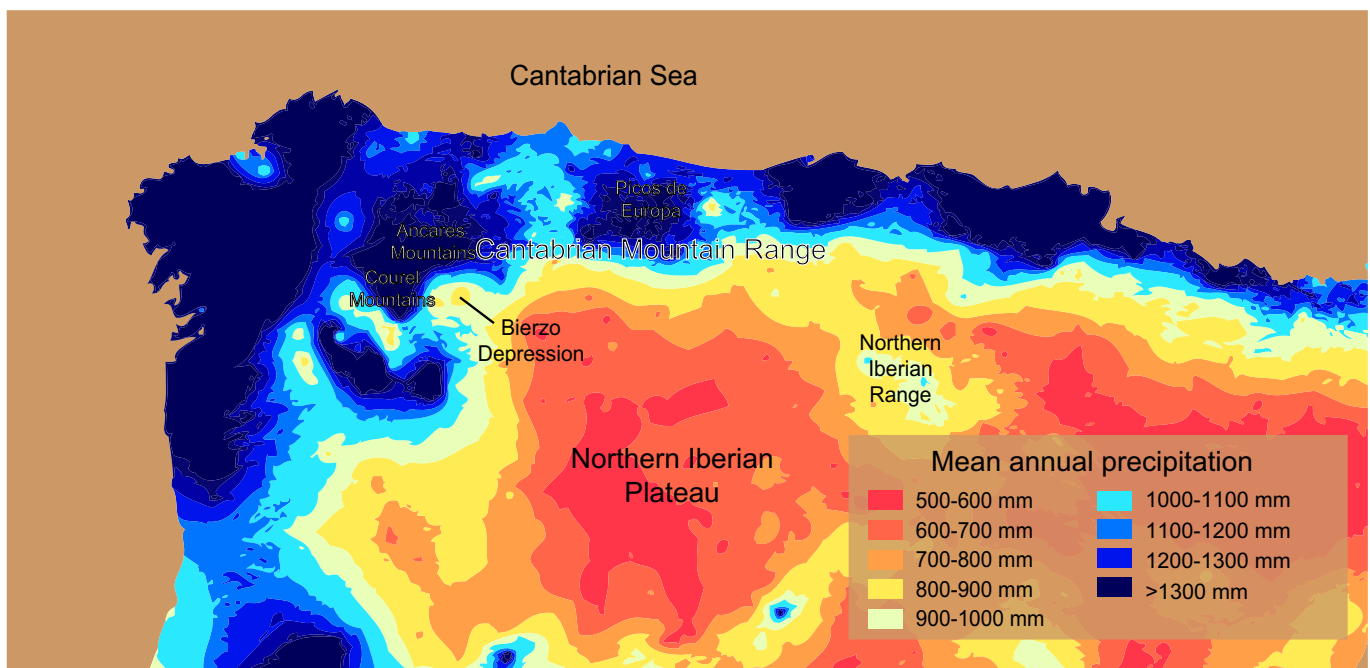 Cantabrian Sea
Picos de
Europa
Ancares
Mountains
Cantabrian Mountain Range
Courel
Mountains
Bierzo
Depression
Northern
Iberian
Range
Northern Iberian
Plateau
Mean annual precipitation
500-600 mm
600-700 mm
700-800 mm
800-900 mm
900-1000 mm
1000-1100 mm
1100-1200 mm
1200-1300 mm
>1300 mm